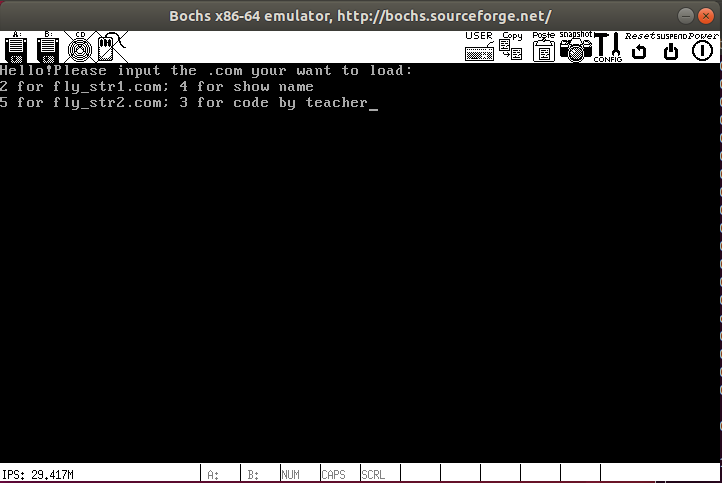 Bochs x86-64 emulator, http://bochs.sourceforge.net/
A: B: CD USER Copy Paste snapshot CONFIG Reset SUSPEND Power
Hello!Please input the .com your want to load:
2 for fly_str1.com; 4 for show name
5 for fly_str2.com; 3 for code by teacher_
IPS: 29.417M A: B: NUM CAPS SCRL